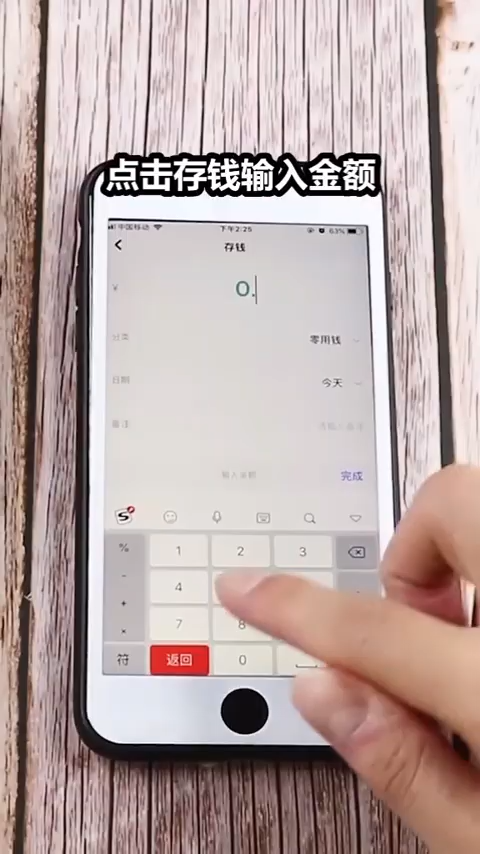 点击存钱输入金额
中国移动 下午2:25 63%
存钱
¥ 0.
分类 零用钱
日期 今天
备注
输入金额 完成
S
% 1 2 3
- 4
+
× 7 8
符 返回 0